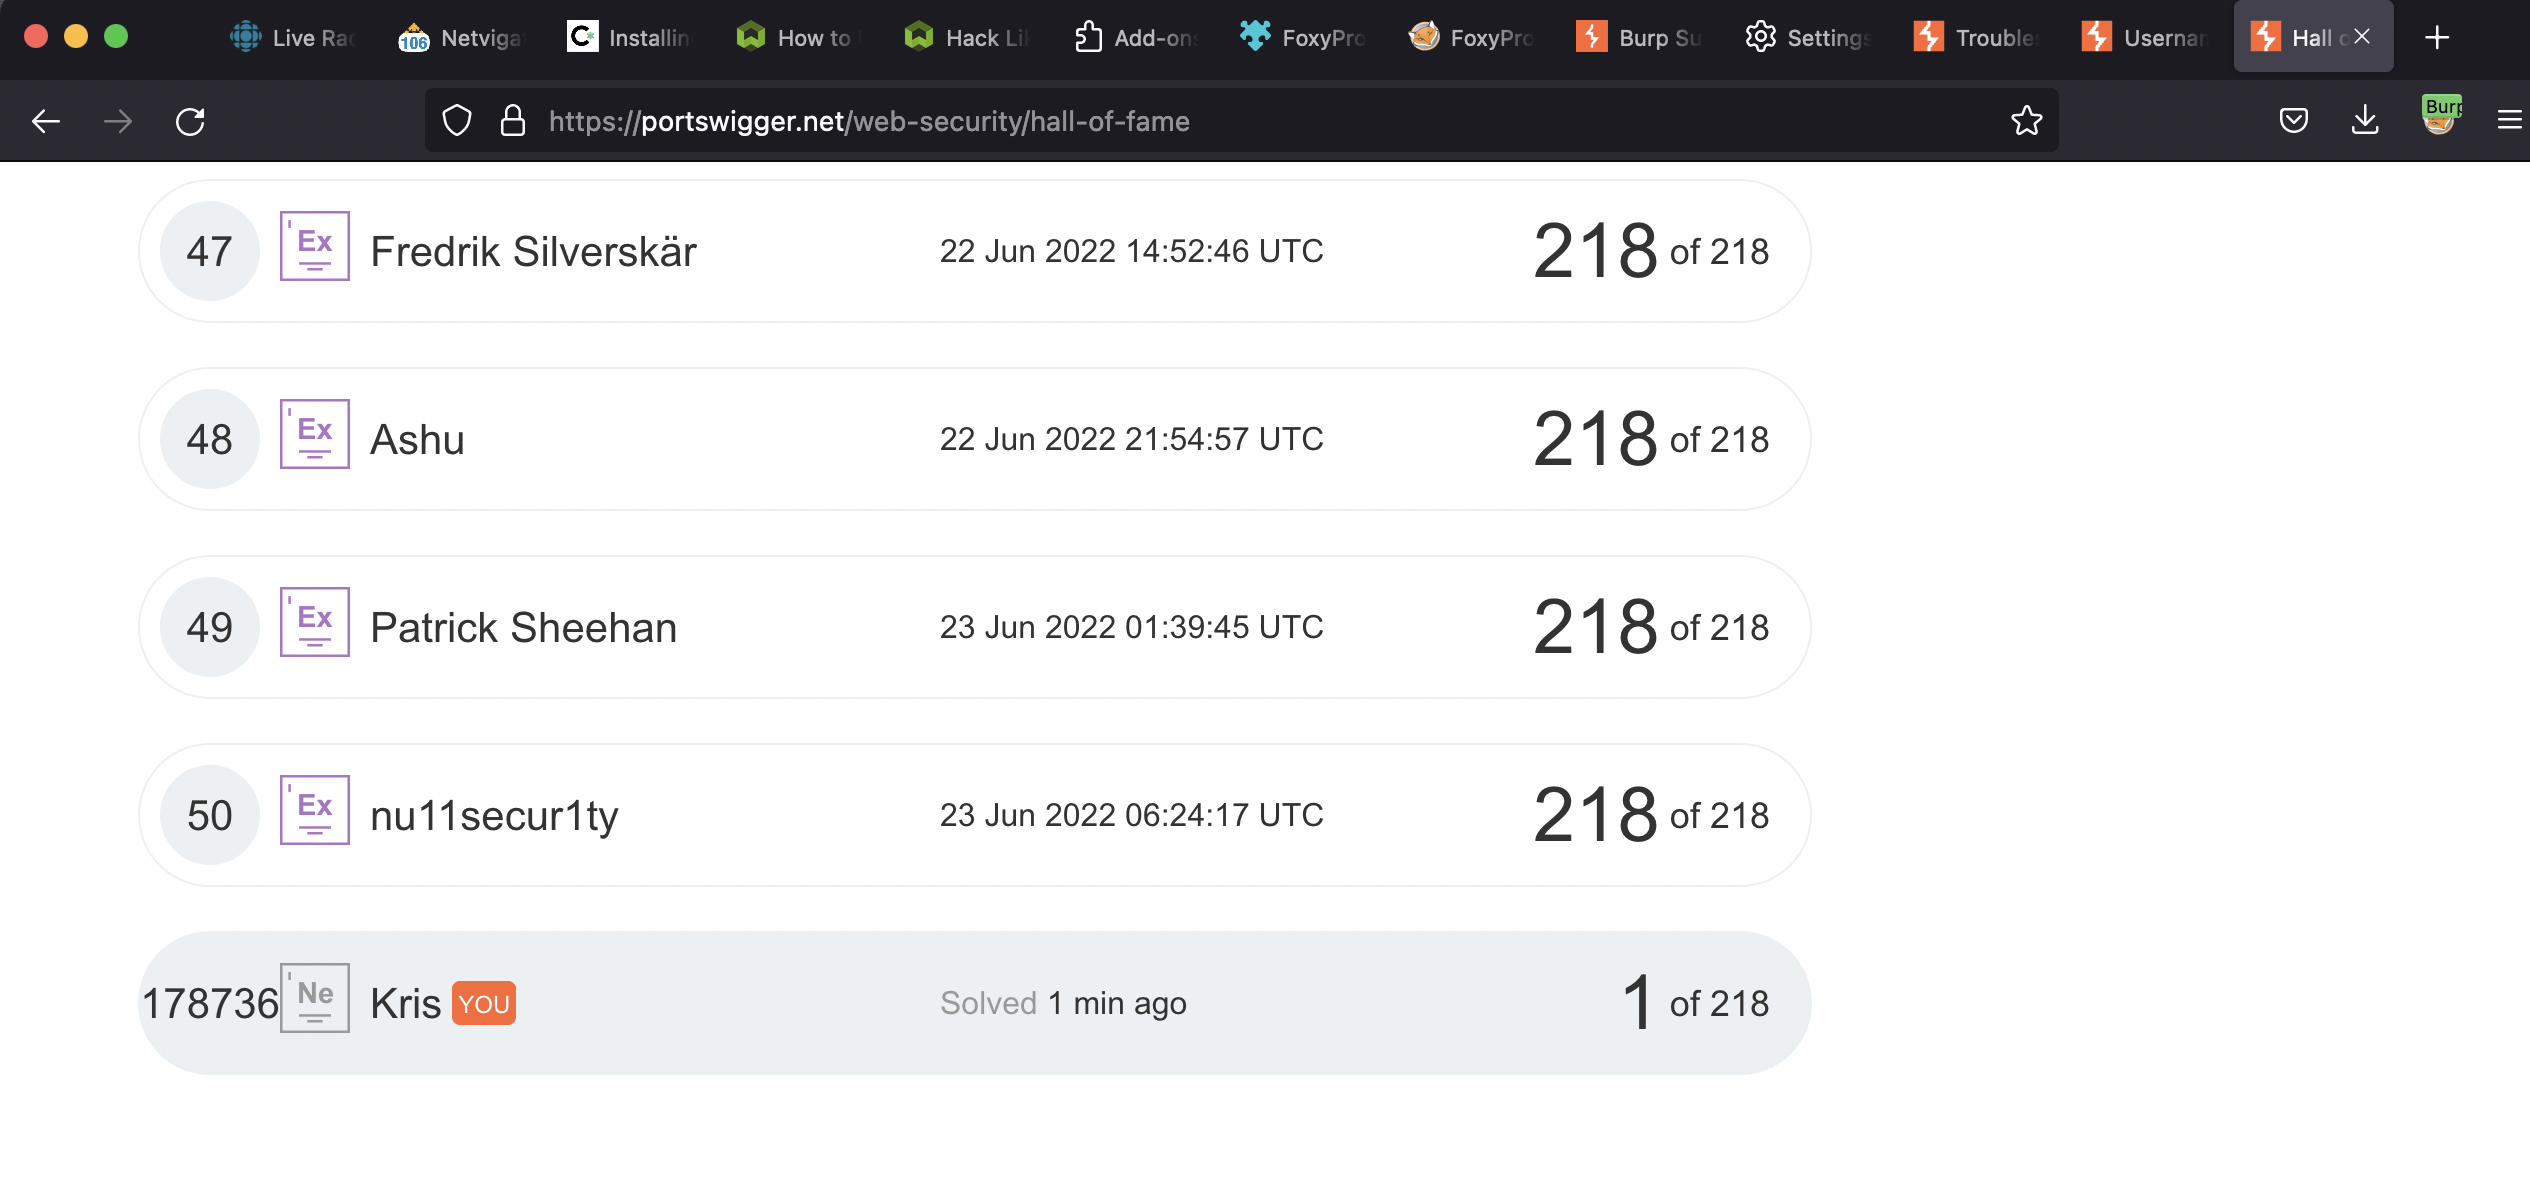 Live Rac Netviga Installin How to Hack Li Add-on FoxyPro FoxyPro Burp Su Settings Trouble Usernam Hall o
106 C
https://portswigger.net/web-security/hall-of-fame Burp
47 Ex Fredrik Silverskär 22 Jun 2022 14:52:46 UTC 218 of 218
48 Ex Ashu 22 Jun 2022 21:54:57 UTC 218 of 218
49 Ex Patrick Sheehan 23 Jun 2022 01:39:45 UTC 218 of 218
50 Ex nu11secur1ty 23 Jun 2022 06:24:17 UTC 218 of 218
178736 Ne Kris YOU Solved 1 min ago 1 of 218